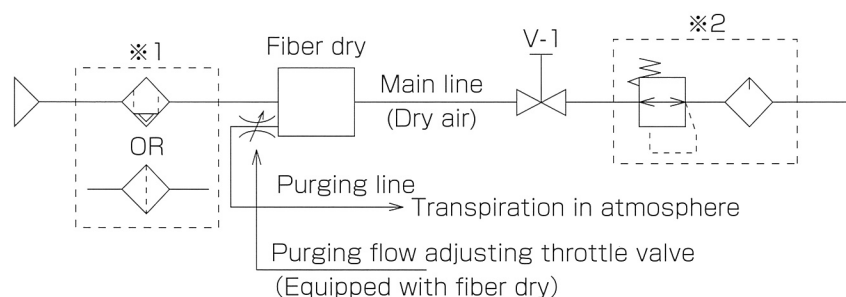 ※1
Fiber dry
V-1
※2
Main line
(Dry air)
OR
Purging line
Transpiration in atmosphere
Purging flow adjusting throttle valve
(Equipped with fiber dry)